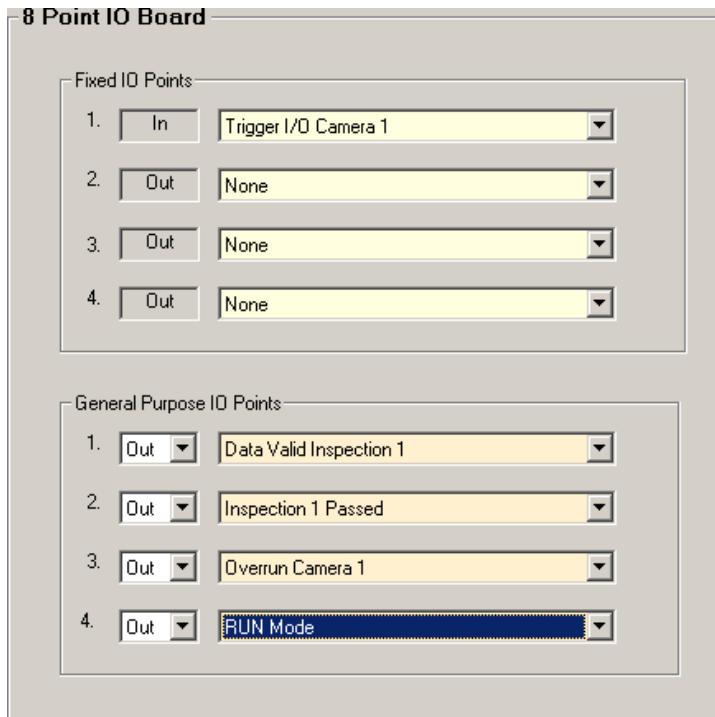 8 Point IO Board
Fixed IO Points
1. In Trigger I/O Camera 1
2. Out None
3. Out None
4. Out None
General Purpose IO Points
1. Out Data Valid Inspection 1
2. Out Inspection 1 Passed
3. Out Overrun Camera 1
4. Out RUN Mode